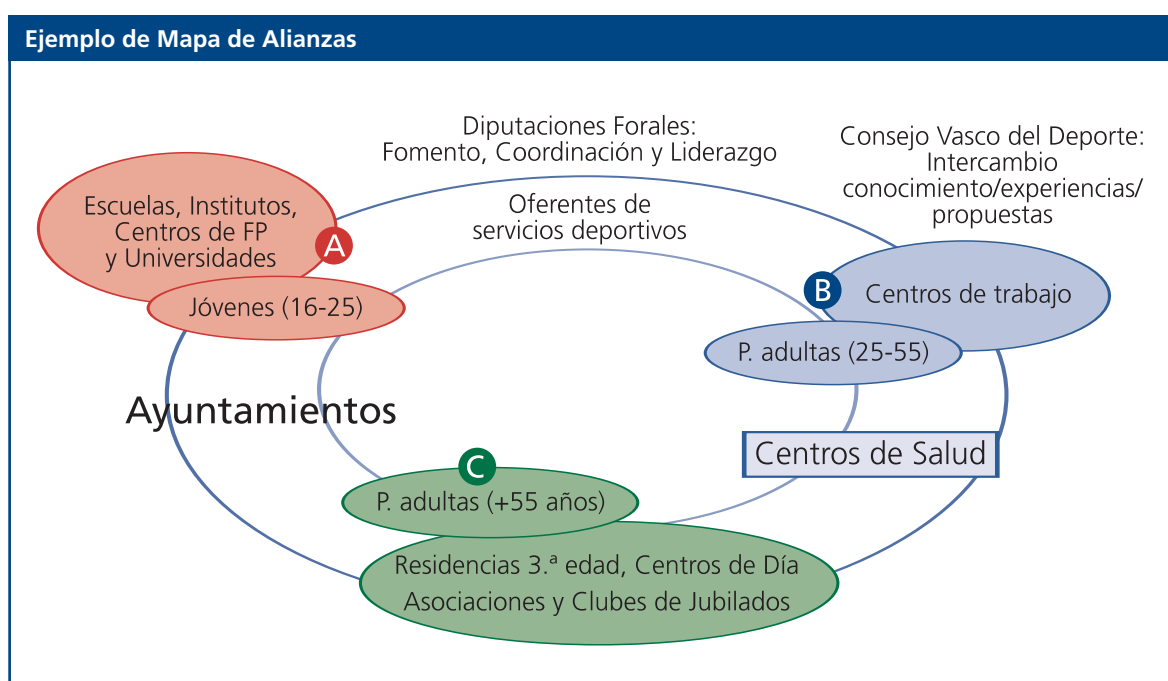 Ejemplo de Mapa de Alianzas
Diputaciones Forales:
Fomento, Coordinación y Liderazgo
Consejo Vasco del Deporte:
Intercambio
conocimiento/experiencias/
propuestas
Escuelas, Institutos,
Centros de FP
y Universidades
A
Jóvenes (16-25)
Oferentes de
servicios deportivos
B
Centros de trabajo
P. adultas (25-55)
Ayuntamientos
Centros de Salud
C
P. adultas (+55 años)
Residencias 3.ª edad, Centros de Día
Asociaciones y Clubes de Jubilados